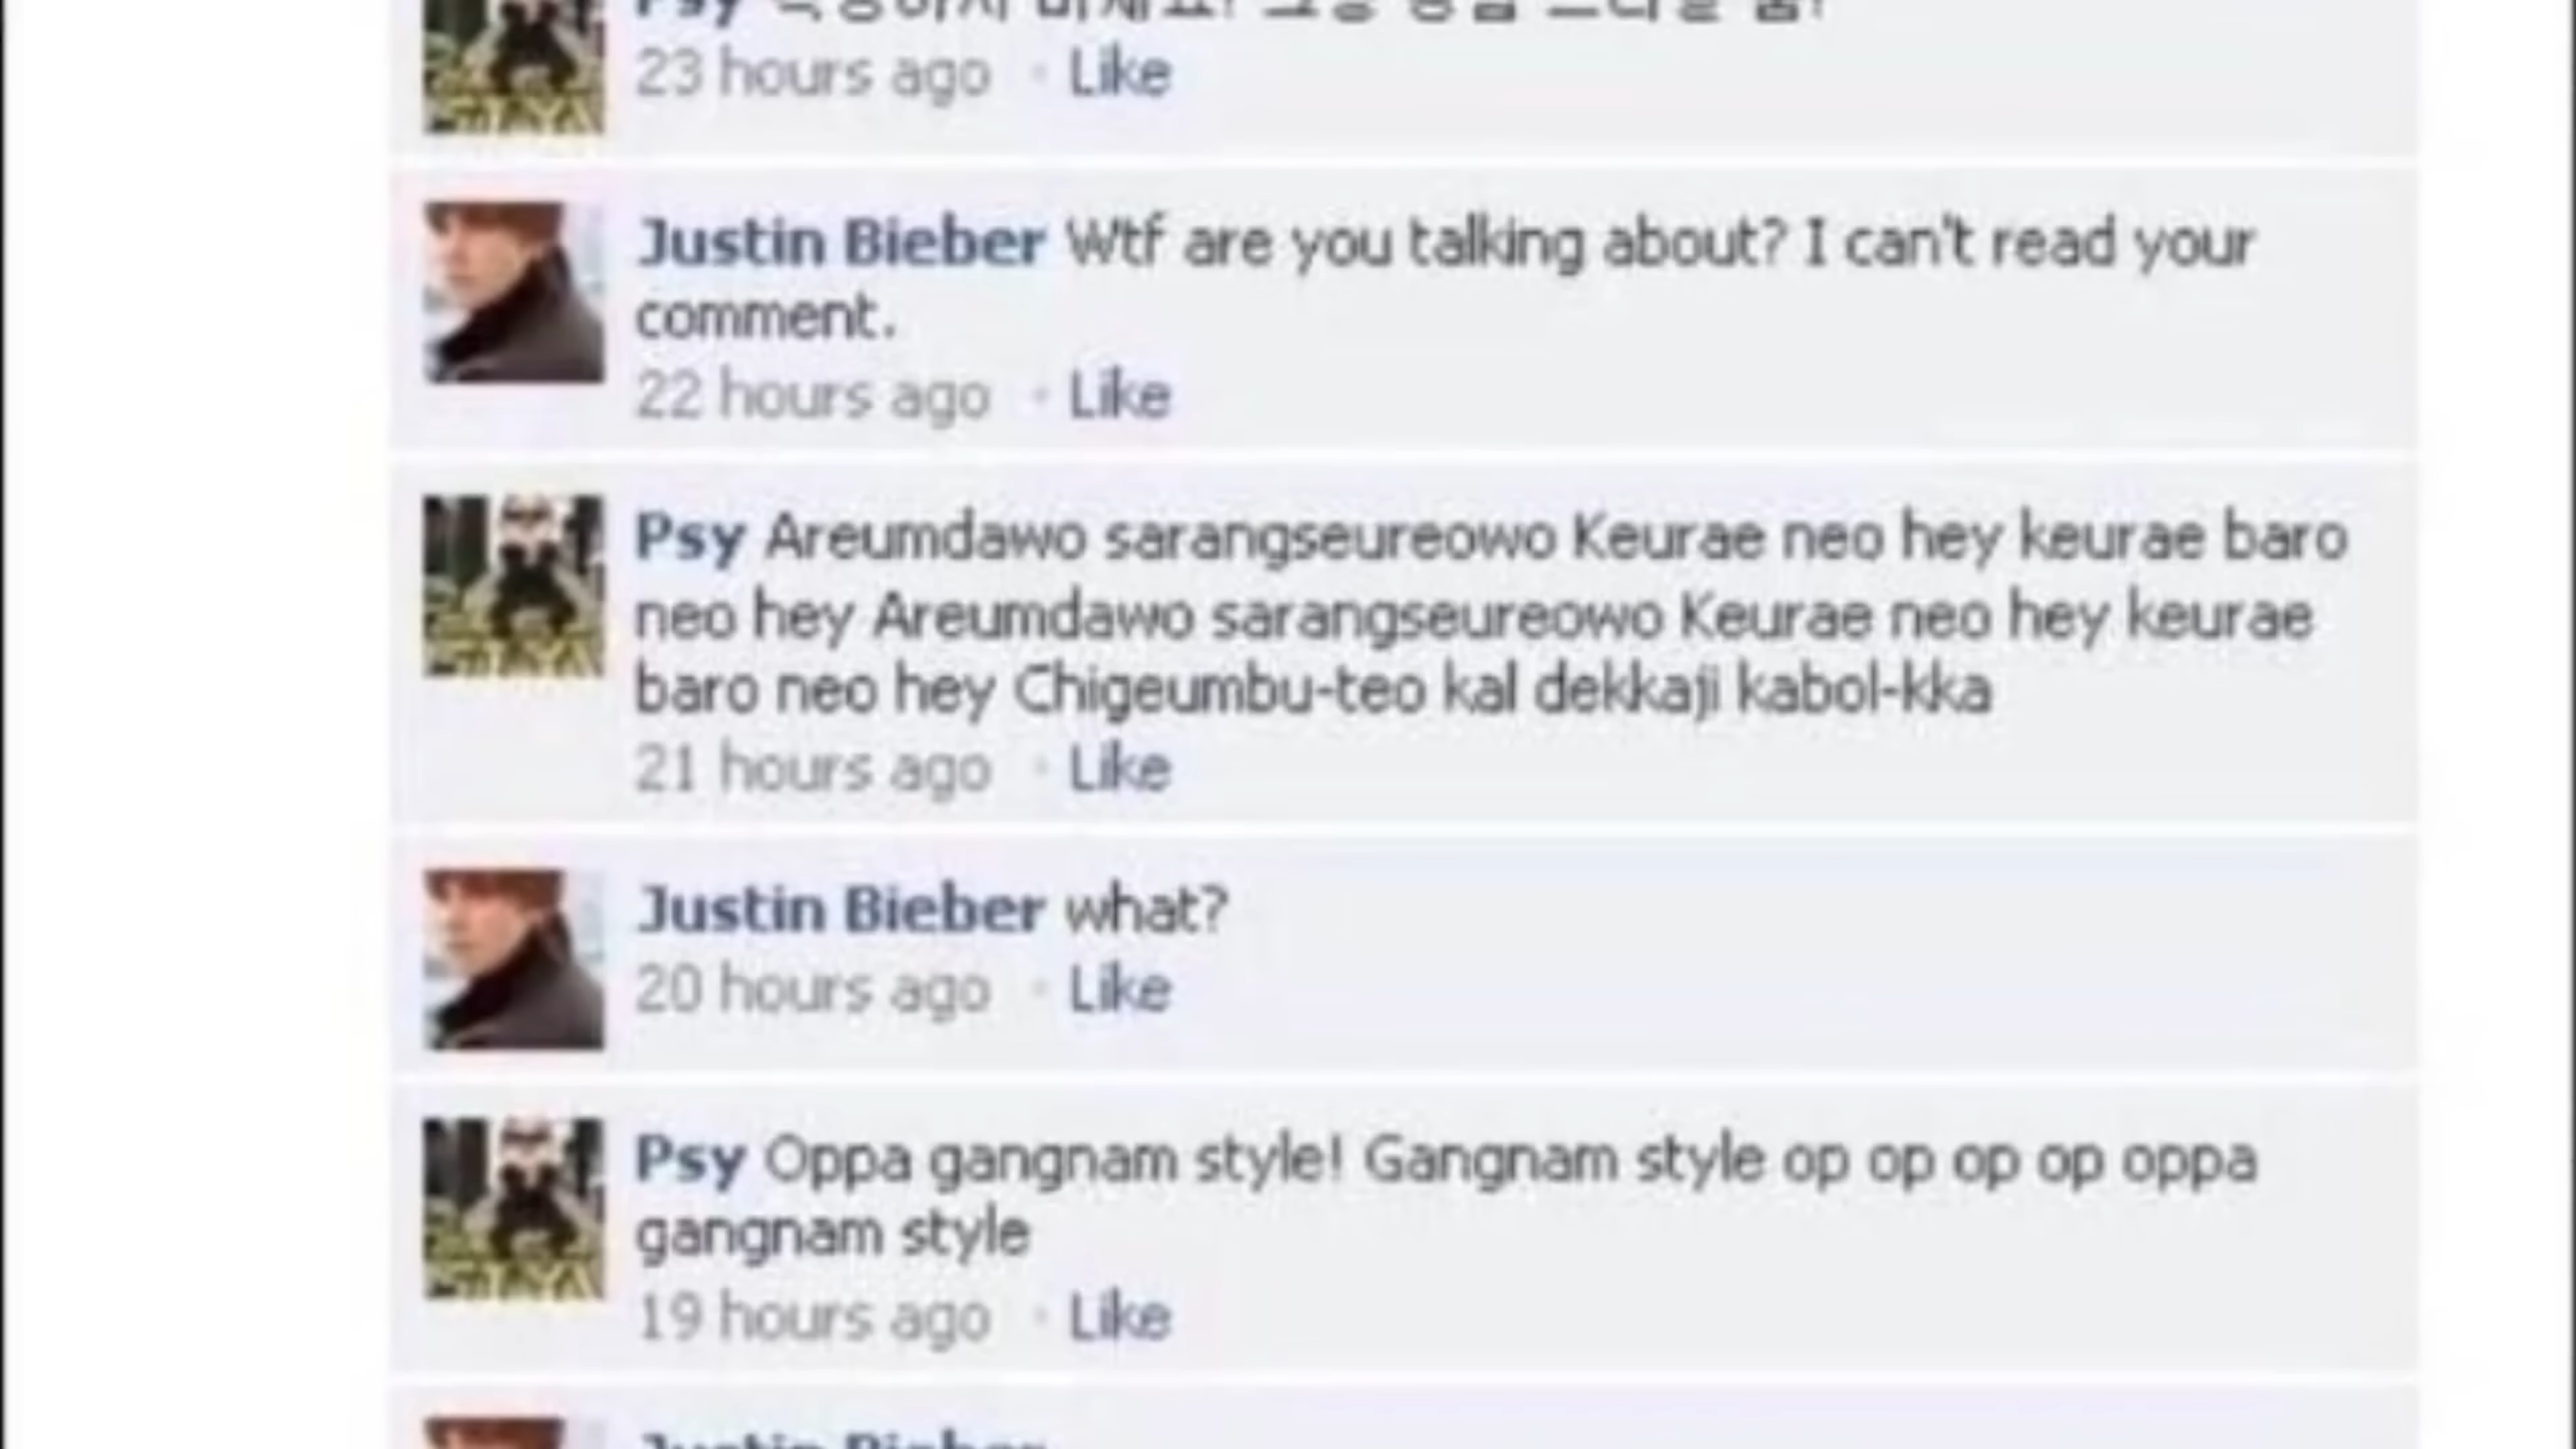 Psy
23 hours ago · Like
Justin Bieber Wtf are you talking about? I can't read your
comment.
22 hours ago · Like
Psy Areumdawo sarangseureowo Keurae neo hey keurae baro
neo hey Areumdawo sarangseureowo Keurae neo hey keurae
baro neo hey Chigeumbu-teo kal dekkaji kabol-kka
21 hours ago · Like
Justin Bieber what?
20 hours ago · Like
Psy Oppa gangnam style! Gangnam style op op op op oppa
gangnam style
19 hours ago · Like
Justin Bieber